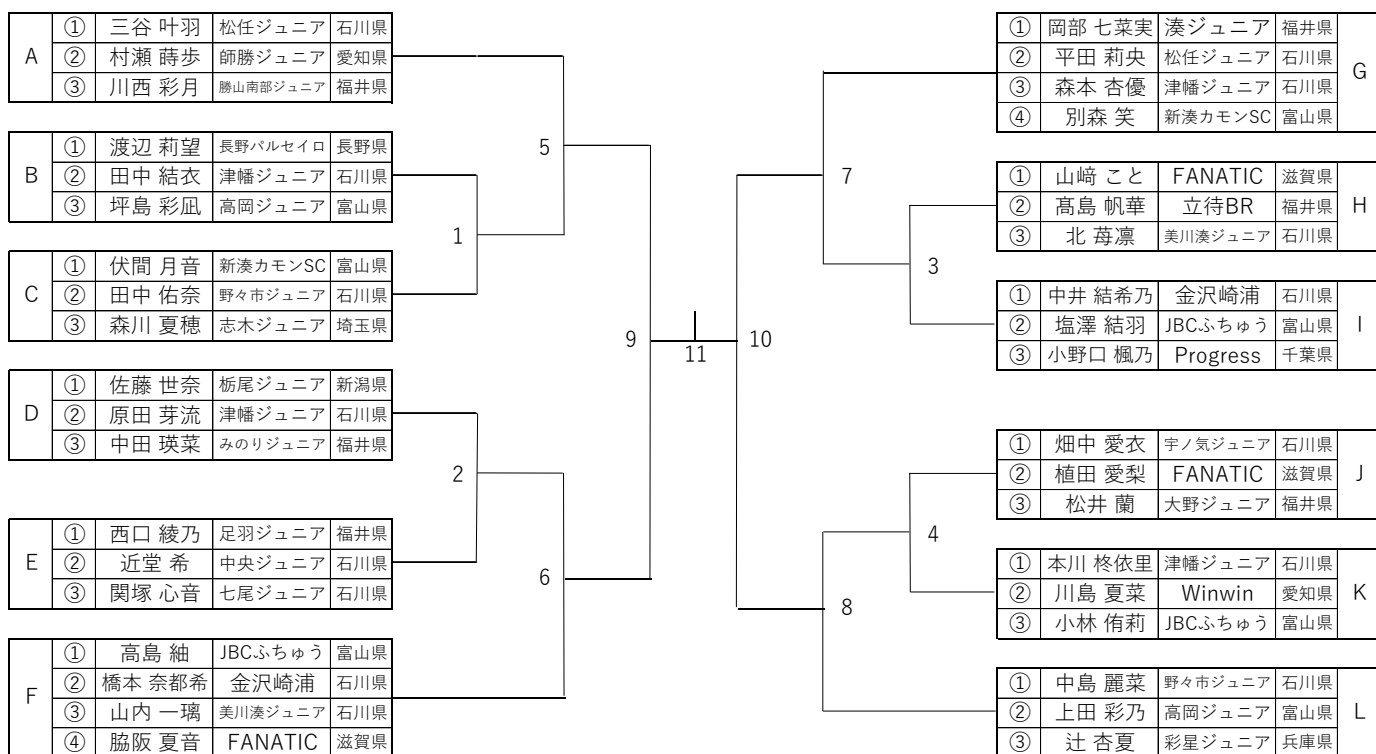 A
① 三谷 叶羽 松任ジュニア 石川県
② 村瀬 蒔歩 師勝ジュニア 愛知県
③ 川西 彩月 勝山南部ジュニア 福井県
B
① 渡辺 莉望 長野パルセイロ 長野県
② 田中 結衣 津幡ジュニア 石川県
③ 坪島 彩凪 高岡ジュニア 富山県
C
① 伏間 月音 新湊カモンSC 富山県
② 田中 佑奈 野々市ジュニア 石川県
③ 森川 夏穂 志木ジュニア 埼玉県
D
① 佐藤 世奈 栃尾ジュニア 新潟県
② 原田 芽流 津幡ジュニア 石川県
③ 中田 瑛菜 みのりジュニア 福井県
E
① 西口 綾乃 足羽ジュニア 福井県
② 近堂 希 中央ジュニア 石川県
③ 関塚 心音 七尾ジュニア 石川県
F
① 高島 紬 JBCふちゅう 富山県
② 橋本 奈都希 金沢崎浦 石川県
③ 山内 一璃 美川湊ジュニア 石川県
④ 脇阪 夏音 FANATIC 滋賀県
5
1
9
2
6
11
10
7
3
4
8
① 岡部 七菜実 湊ジュニア 福井県
② 平田 莉央 松任ジュニア 石川県
③ 森本 杏優 津幡ジュニア 石川県
④ 別森 笑 新湊カモンSC 富山県
G
① 山﨑 こと FANATIC 滋賀県
② 髙島 帆華 立待BR 福井県
③ 北 苺凛 美川湊ジュニア 石川県
H
① 中井 結希乃 金沢崎浦 石川県
② 塩澤 結羽 JBCふちゅう 富山県
③ 小野口 楓乃 Progress 千葉県
I
① 畑中 愛衣 宇ノ気ジュニア 石川県
② 植田 愛梨 FANATIC 滋賀県
③ 松井 蘭 大野ジュニア 福井県
J
① 本川 柊依里 津幡ジュニア 石川県
② 川島 夏菜 Winwin 愛知県
③ 小林 侑莉 JBCふちゅう 富山県
K
① 中島 麗菜 野々市ジュニア 石川県
② 上田 彩乃 高岡ジュニア 富山県
③ 辻 杏夏 彩星ジュニア 兵庫県
L